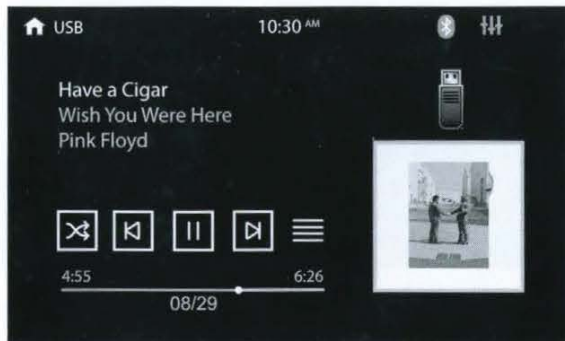 USB
10:30 AM
Have a Cigar
Wish You Were Here
Pink Floyd
4:55
6:26
08/29